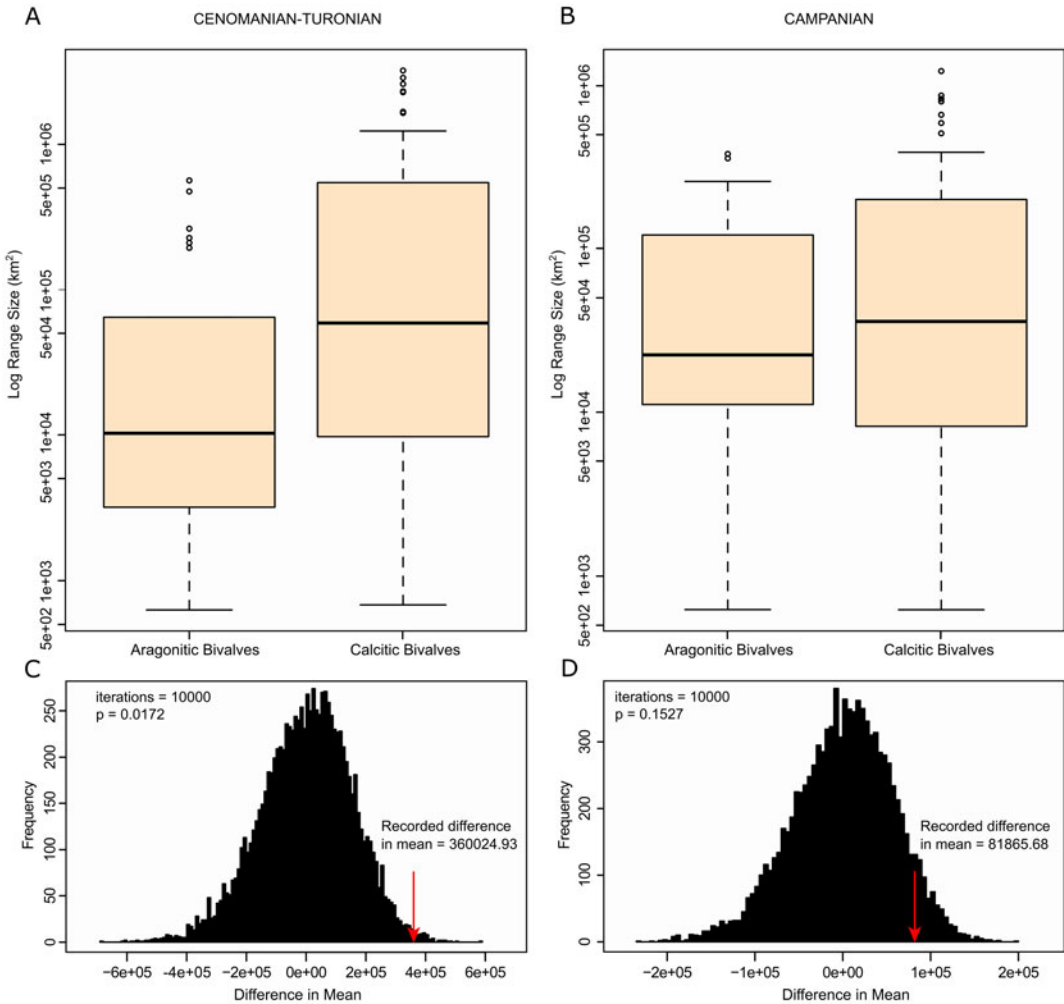 A
CENOMANIAN-TURONIAN
Log Range Size (km²)
1e+06
5e+05
1e+05
5e+04
1e+04
5e+03
1e+03
5e+02
Aragonitic Bivalves
Calcitic Bivalves
B
CAMPANIAN
Log Range Size (km²)
1e+06
5e+05
1e+05
5e+04
1e+04
5e+03
1e+03
5e+02
Aragonitic Bivalves
Calcitic Bivalves
C
iterations = 10000
p = 0.0172
Frequency
250
200
150
100
50
0
Recorded difference
in mean = 360024.93
−6e+05 −4e+05 −2e+05 0e+00 2e+05 4e+05 6e+05
Difference in Mean
D
iterations = 10000
p = 0.1527
Frequency
300
200
100
0
Recorded difference
in mean = 81865.68
−2e+05 −1e+05 0e+00 1e+05 2e+05
Difference in Mean